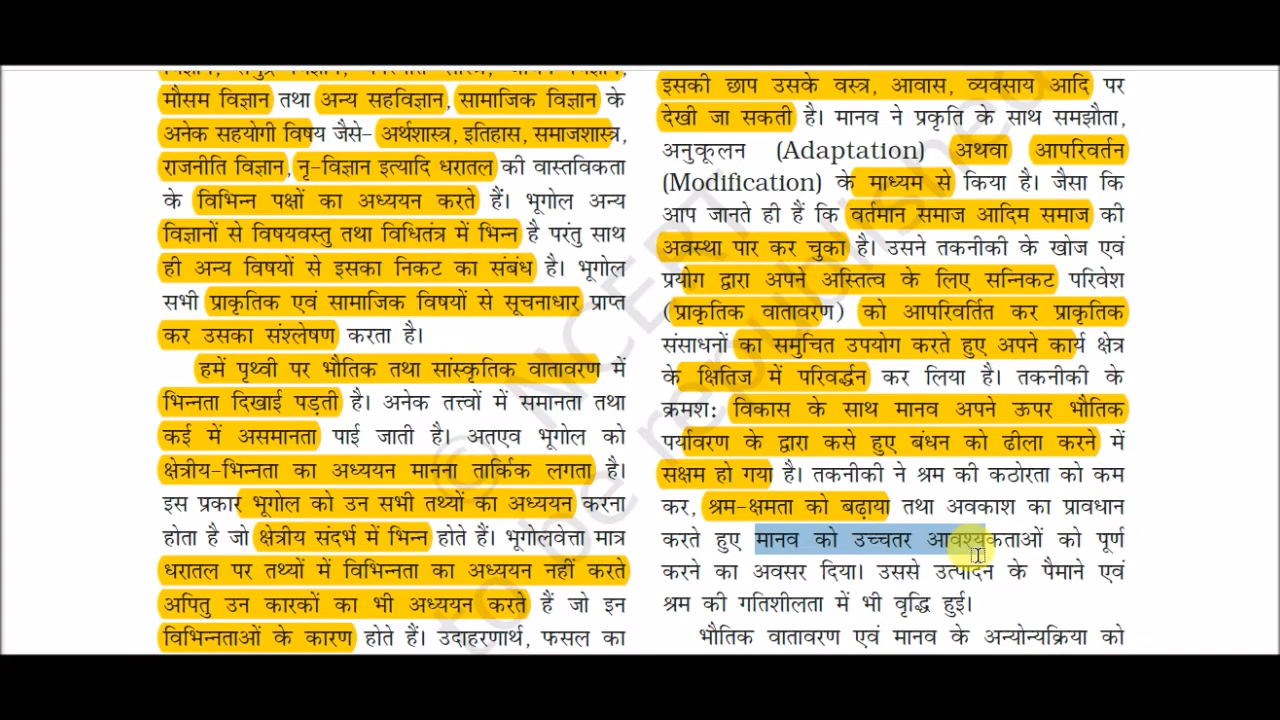 मौसम विज्ञान तथा अन्य सहविज्ञान, सामाजिक विज्ञान के
अनेक सहयोगी विषय जैसे– अर्थशास्त्र, इतिहास, समाजशास्त्र,
राजनीति विज्ञान, नृ-विज्ञान इत्यादि धरातल की वास्तविकता
के विभिन्न पक्षों का अध्ययन करते हैं। भूगोल अन्य
विज्ञानों से विषयवस्तु तथा विधितंत्र में भिन्न है परंतु साथ
ही अन्य विषयों से इसका निकट का संबंध है। भूगोल
सभी प्राकृतिक एवं सामाजिक विषयों से सूचनाधार प्राप्त
कर उसका संश्लेषण करता है।
हमें पृथ्वी पर भौतिक तथा सांस्कृतिक वातावरण में
भिन्नता दिखाई पड़ती है। अनेक तत्त्वों में समानता तथा
कई में असमानता पाई जाती है। अतएव भूगोल को
क्षेत्रीय-भिन्नता का अध्ययन मानना तार्किक लगता है।
इस प्रकार भूगोल को उन सभी तथ्यों का अध्ययन करना
होता है जो क्षेत्रीय संदर्भ में भिन्न होते हैं। भूगोलवेत्ता मात्र
धरातल पर तथ्यों में विभिन्नता का अध्ययन नहीं करते
अपितु उन कारकों का भी अध्ययन करते हैं जो इन
विभिन्नताओं के कारण होते हैं। उदाहरणार्थ, फसल का
इसकी छाप उसके वस्त्र, आवास, व्यवसाय आदि पर
देखी जा सकती है। मानव ने प्रकृति के साथ समझौता,
अनुकूलन (Adaptation) अथवा आपरिवर्तन
(Modification) के माध्यम से किया है। जैसा कि
आप जानते ही हैं कि वर्तमान समाज आदिम समाज की
अवस्था पार कर चुका है। उसने तकनीकी के खोज एवं
प्रयोग द्वारा अपने अस्तित्व के लिए सन्निकट परिवेश
(प्राकृतिक वातावरण) को आपरिवर्तित कर प्राकृतिक
संसाधनों का समुचित उपयोग करते हुए अपने कार्य क्षेत्र
के क्षितिज में परिवर्द्धन कर लिया है। तकनीकी के
क्रमश: विकास के साथ मानव अपने ऊपर भौतिक
पर्यावरण के द्वारा कसे हुए बंधन को ढीला करने में
सक्षम हो गया है। तकनीकी ने श्रम की कठोरता को कम
कर, श्रम-क्षमता को बढ़ाया तथा अवकाश का प्रावधान
करते हुए मानव को उच्चतर आवश्यकताओं को पूर्ण
करने का अवसर दिया। उससे उत्पादन के पैमाने एवं
श्रम की गतिशीलता में भी वृद्धि हुई।
भौतिक वातावरण एवं मानव के अन्योन्यक्रिया को
© NCERT
to be republished